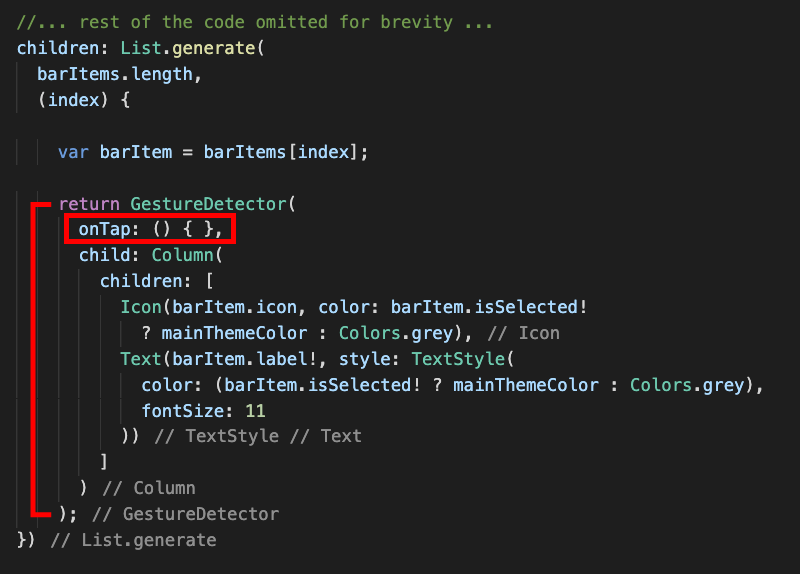 //... rest of the code omitted for brevity ...
children: List.generate(
barItems.length,
(index) {
var barItem = barItems[index];
return GestureDetector(
onTap: () { },
child: Column(
children: [
Icon(barItem.icon, color: barItem.isSelected!
? mainThemeColor : Colors.grey), // Icon
Text(barItem.label!, style: TextStyle(
color: (barItem.isSelected! ? mainThemeColor : Colors.grey),
fontSize: 11
)) // TextStyle // Text
]
) // Column
); // GestureDetector
}) // List.generate